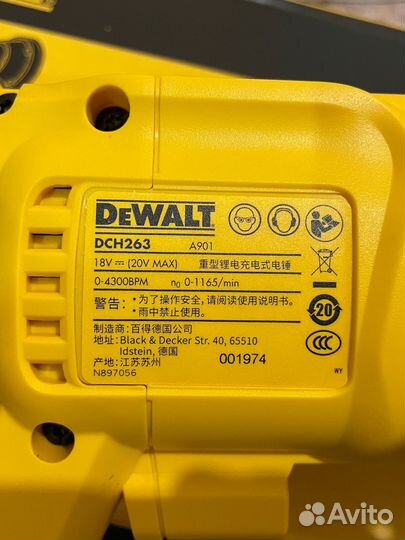 DEWALT
DCH263 A901
18V⎓(20V MAX) 重型锂电充电式电锤
0-4300BPM n₀ 0-1165/min
警告：·为了操作安全，请阅读使用说明书。
·雨中禁止使用。
制造商：百得德国公司
地址：Black & Decker Str. 40, 65510
Idstein, 德国
产地：江苏苏州 001974
N897056
20
CCC
WY
Avito